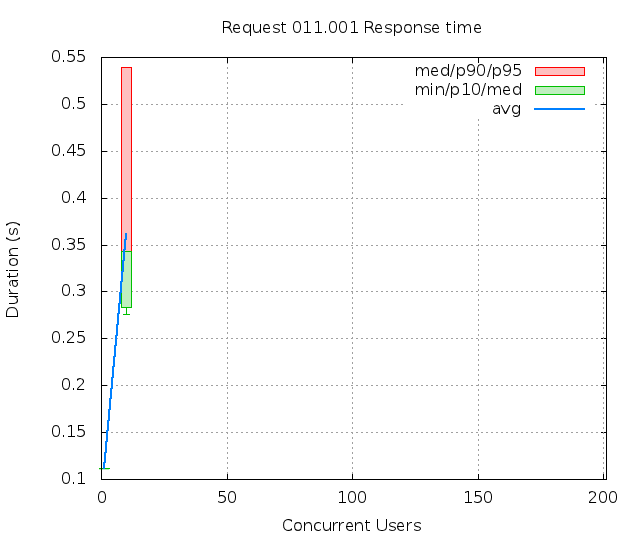 Request 011.001 Response time
med/p90/p95
min/p10/med
avg
0.55
0.5
0.45
0.4
0.35
0.3
0.25
0.2
0.15
0.1
Duration (s)
0 50 100 150 200
Concurrent Users